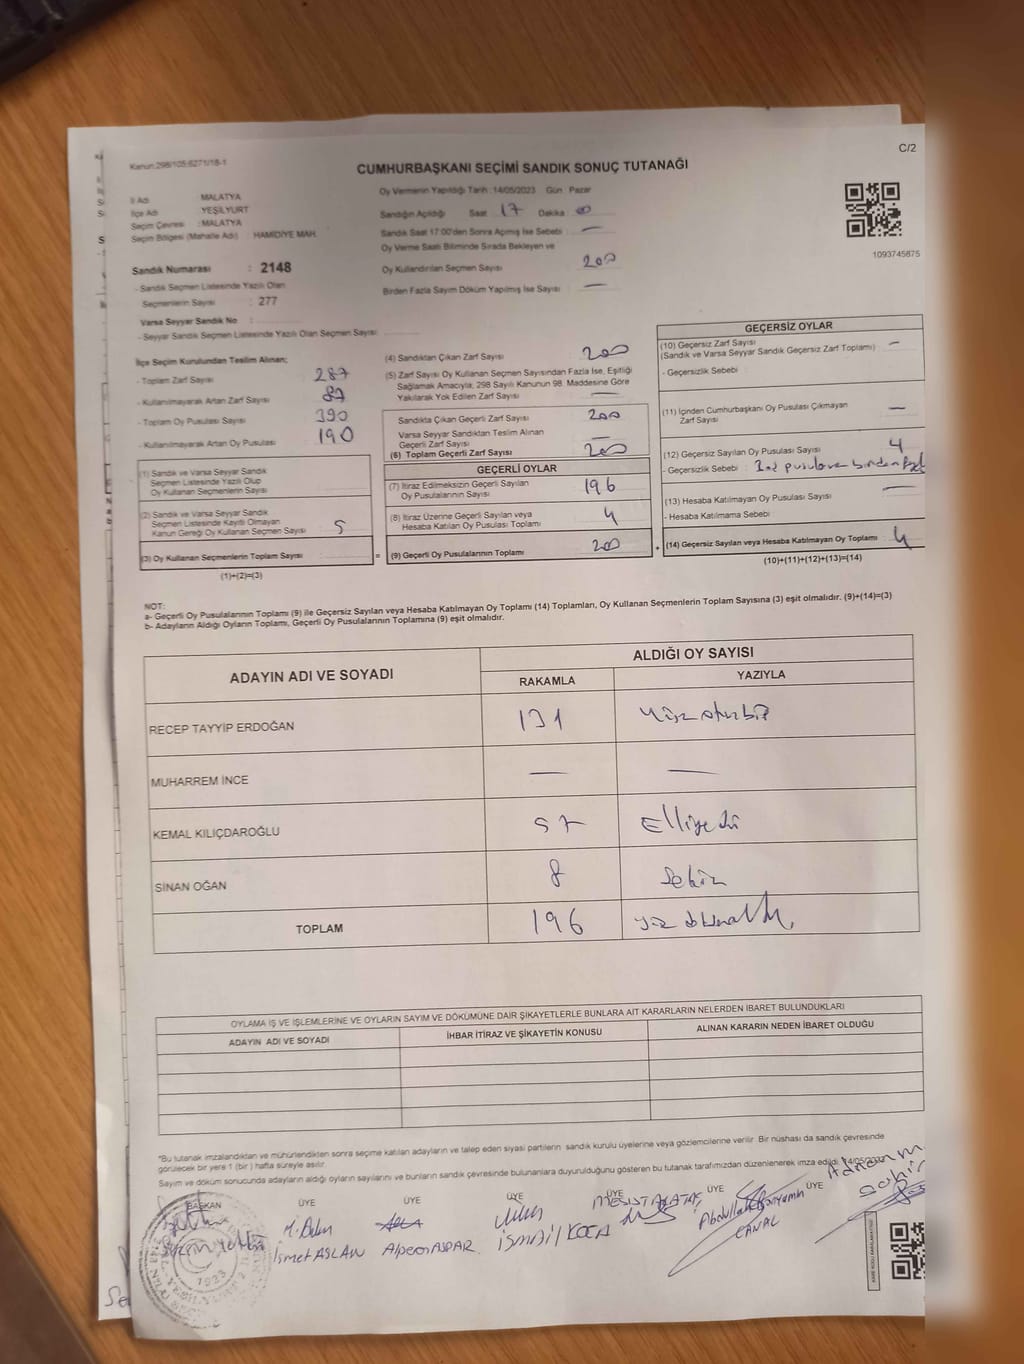 Kanun:298/105;6271/18-1
C/2
CUMHURBAŞKANI SEÇİMİ SANDIK SONUÇ TUTANAĞI
İl Adı : MALATYA
İlçe Adı : YEŞİLYURT
Seçim Çevresi : MALATYA
Seçim Bölgesi (Mahalle Adı) : HAMİDİYE MAH.
Sandık Numarası : 2148
- Sandık Seçmen Listesinde Yazılı Olan
Seçmenlerin Sayısı : 277
Varsa Seyyar Sandık No :
- Seyyar Sandık Seçmen Listesinde Yazılı Olan Seçmen Sayısı:
Oy Vermenin Yapıldığı Tarih : 14/05/2023 Gün : Pazar
Sandığın Açıldığı Saat : 17 Dakika : 00
Sandık Saat 17:00'den Sonra Açılmış İse Sebebi : —
Oy Verme Saati Bitiminde Sırada Bekleyen ve
Oy Kullandırılan Seçmen Sayısı : 200
Birden Fazla Sayım Döküm Yapılmış İse Sayısı : —
1093745875
İlçe Seçim Kurulundan Teslim Alınan;
- Toplam Zarf Sayısı : 287
- Kullanılmayarak Artan Zarf Sayısı : 87
- Toplam Oy Pusulası Sayısı : 390
- Kullanılmayarak Artan Oy Pusulası : 190
(1) Sandık ve Varsa Seyyar Sandık
Seçmen Listesinde Yazılı Olup
Oy Kullanan Seçmenlerin Sayısı
(2) Sandık ve Varsa Seyyar Sandık
Seçmen Listesinde Kayıtlı Olmayan
Kanun Gereği Oy Kullanan Seçmen Sayısı : 5
(3) Oy Kullanan Seçmenlerin Toplam Sayısı =
(1)+(2)=(3)
(4) Sandıktan Çıkan Zarf Sayısı : 200
(5) Zarf Sayısı Oy Kullanan Seçmen Sayısından Fazla İse, Eşitliği
Sağlamak Amacıyla, 298 Sayılı Kanunun 98. Maddesine Göre
Yakılarak Yok Edilen Zarf Sayısı : —
Sandıkta Çıkan Geçerli Zarf Sayısı : 200
Varsa Seyyar Sandıktan Teslim Alınan
Geçerli Zarf Sayısı : —
(6) Toplam Geçerli Zarf Sayısı : 200
GEÇERLİ OYLAR
(7) İtiraz Edilmeksizin Geçerli Sayılan
Oy Pusulalarının Sayısı : 196
(8) İtiraz Üzerine Geçerli Sayılan veya
Hesaba Katılan Oy Pusulası Toplamı : 4
(9) Geçerli Oy Pusulalarının Toplamı : 200 +
GEÇERSİZ OYLAR
(10) Geçersiz Zarf Sayısı : —
(Sandık ve Varsa Seyyar Sandık Geçersiz Zarf Toplamı)
- Geçersizlik Sebebi :
(11) İçinden Cumhurbaşkanı Oy Pusulası Çıkmayan
Zarf Sayısı : —
(12) Geçersiz Sayılan Oy Pusulası Sayısı : 4
- Geçersizlik Sebebi : pusulava birden
(13) Hesaba Katılmayan Oy Pusulası Sayısı : —
- Hesaba Katılmama Sebebi :
(14) Geçersiz Sayılan veya Hesaba Katılmayan Oy Toplamı : 4
(10)+(11)+(12)+(13)=(14)
NOT:
a- Geçerli Oy Pusulalarının Toplamı (9) ile Geçersiz Sayılan veya Hesaba Katılmayan Oy Toplamı (14) Toplamları, Oy Kullanan Seçmenlerin Toplam Sayısına (3) eşit olmalıdır. (9)+(14)=(3)
b- Adayların Aldığı Oyların Toplamı, Geçerli Oy Pusulalarının Toplamına (9) eşit olmalıdır.
ADAYIN ADI VE SOYADI
ALDIĞI OY SAYISI
RAKAMLA YAZIYLA
RECEP TAYYİP ERDOĞAN 131 Yüz otuz bir
MUHARREM İNCE — —
KEMAL KILIÇDAROĞLU 57 Elliyedi
SİNAN OĞAN 8 Sekiz
TOPLAM 196 yüz doksan altı
OYLAMA İŞ VE İŞLEMLERİNE VE OYLARIN SAYIM VE DÖKÜMÜNE DAİR ŞİKAYETLERLE BUNLARA AİT KARARLARIN NELERDEN İBARET BULUNDUKLARI
ADAYIN ADI VE SOYADI İHBAR İTİRAZ VE ŞİKAYETİN KONUSU ALINAN KARARIN NEDEN İBARET OLDUĞU
*Bu tutanak imzalandıktan ve mühürlendikten sonra seçime katılan adayların ve talep eden siyasi partilerin sandık kurulu üyelerine veya gözlemcilerine verilir. Bir nüshası da sandık çevresinde
görülecek bir yere 1 (bir) hafta süreyle asılır.
Sayım ve döküm sonucunda adayların aldığı oyların sayılarını ve bunların sandık çevresinde bulunanlara duyurulduğunu gösteren bu tutanak tarafımızdan düzenlenerek imza edildi. 14/05/2023
BAŞKAN ÜYE ÜYE ÜYE ÜYE ÜYE ÜYE
İsmet ASLAN Alperen ASPAR İSMAİL KOCA
CANAL
1923